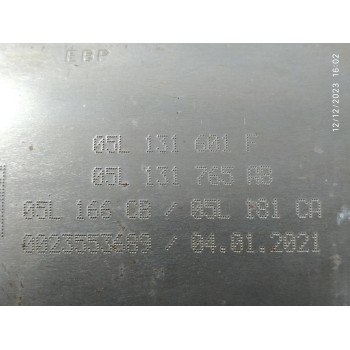 EBP
05L 131 601 F
05L 131 765 AB
05L 166 CB / 05L 181 CA
0023553689 / 04.01.2021
12/12/2023 16:02